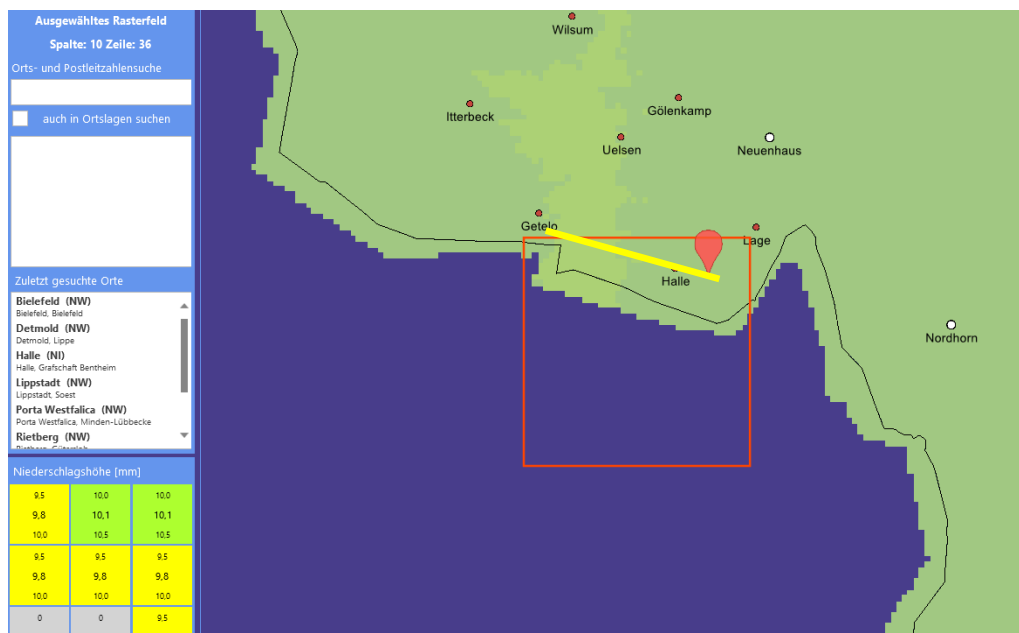 Ausgewähltes Rasterfeld
Spalte: 10 Zeile: 36
Orts- und Postleitzahlensuche
auch in Ortslagen suchen
Zuletzt gesuchte Orte
Bielefeld (NW)
Bielefeld, Bielefeld
Detmold (NW)
Detmold, Lippe
Halle (NI)
Halle, Grafschaft Bentheim
Lippstadt (NW)
Lippstadt, Soest
Porta Westfalica (NW)
Porta Westfalica, Minden-Lübbecke
Rietberg (NW)
Niederschlagshöhe [mm]
9,5 10,0 10,0
9,8 10,1 10,1
10,0 10,5 10,5
9,5 9,5 9,5
9,8 9,8 9,8
10,0 10,0 10,0
0 0 9,5
Wilsum
Itterbeck
Gölenkamp
Uelsen
Neuenhaus
Getelo
Lage
Halle
Nordhorn